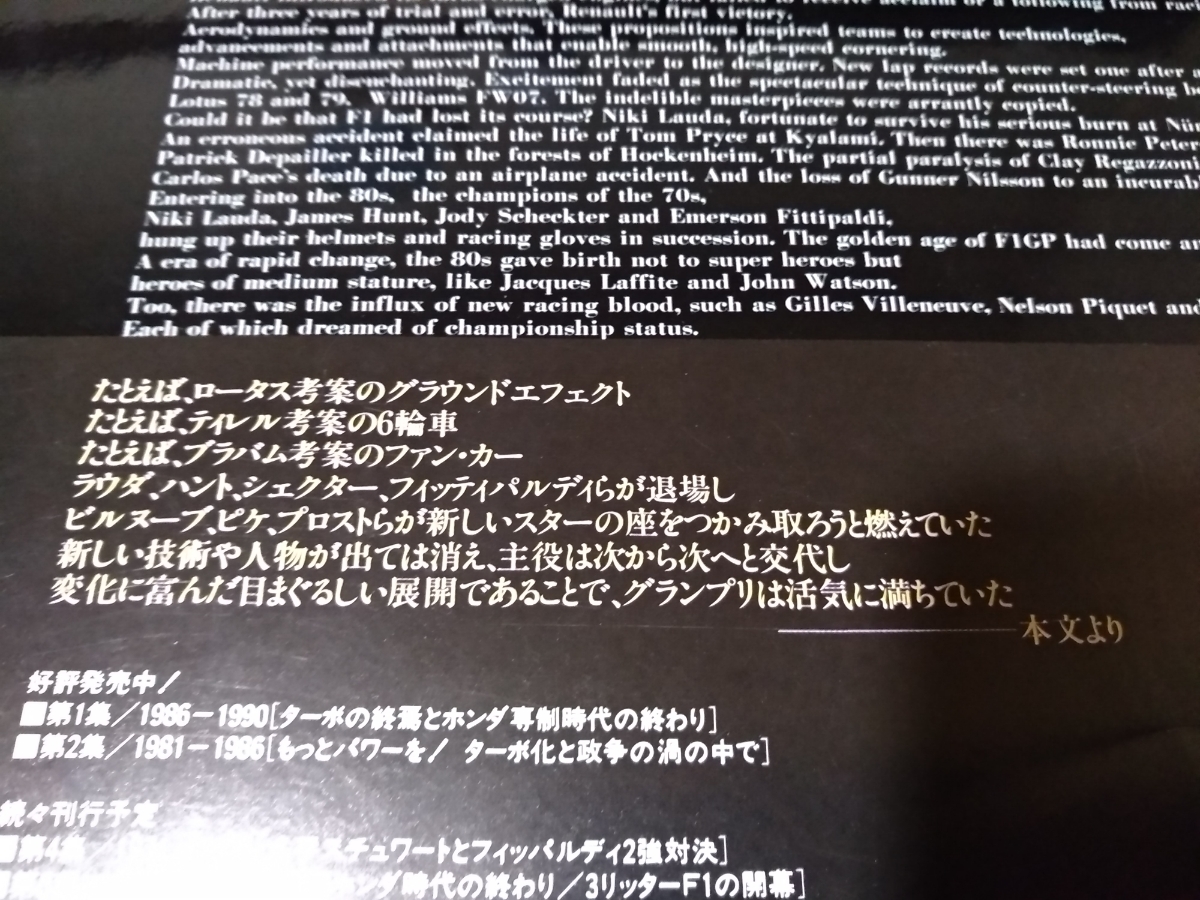 After three years of trial and error, Renault's first victory.
Aerodynamics and ground effects. These propositions inspired teams to create technologies,
advancements and attachments that enable smooth, high-speed cornering.
Machine performance moved from the driver to the designer. New lap records were set one after
Dramatic, yet disenchanting. Excitement faded as the spectacular technique of counter-steering
Lotus 78 and 79, Williams FW07. The indelible masterpieces were arrantly copied.
Could it be that F1 had lost its course? Niki Lauda, fortunate to survive his serious burn at
An erroneous accident claimed the life of Tom Pryce at Kyalami. Then there was Ronnie
Patrick Depailler killed in the forests of Hockenheim. The partial paralysis of Clay Regazzoni
Carlos Pace's death due to an airplane accident. And the loss of Gunner Nilsson to an
Entering into the 80s, the champions of the 70s,
Niki Lauda, James Hunt, Jody Scheckter and Emerson Fittipaldi,
hung up their helmets and racing gloves in succession. The golden age of F1GP had come
A era of rapid change, the 80s gave birth not to super heroes but
heroes of medium stature, like Jacques Laffite and John Watson.
Too, there was the influx of new racing blood, such as Gilles Villeneuve, Nelson Piquet and
Each of which dreamed of championship status.
たとえば、ロータス考案のグラウンドエフェクト
たとえば、ティレル考案の6輪車
たとえば、ブラバム考案のファン・カー
ラウダ、ハント、シェクター、フィッティパルディらが退場し
ビルヌーブ、ピケ、プロストらが新しいスターの座をつかみ取ろうと燃えていた
新しい技術や人物が出ては消え、主役は次から次へと交代し
変化に富んだ目まぐるしい展開であることで、グランプリは活気に満ちていた
本文より
好評発売中!
■第1集/1986−1990[ターボの終焉とホンダ専制時代の終わり]
■第2集/1981−1986[もっとパワーを! ターボ化と政争の渦の中で]
続々刊行予定
■第4集/ スチュワートとフィッパルディ2強対決]
ホンダ時代の終わり/3リッターF1の開幕]